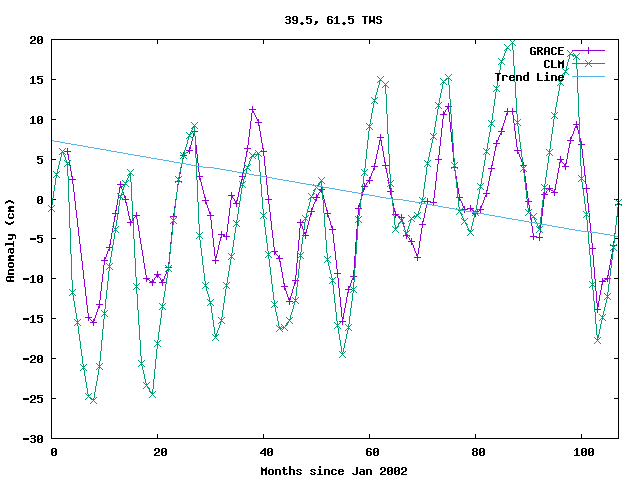 39.5, 61.5 TWS
GRACE
CLM
Trend Line
20
15
10
5
0
-5
-10
-15
-20
-25
-30
Anomaly (cm)
0 20 40 60 80 100
Months since Jan 2002